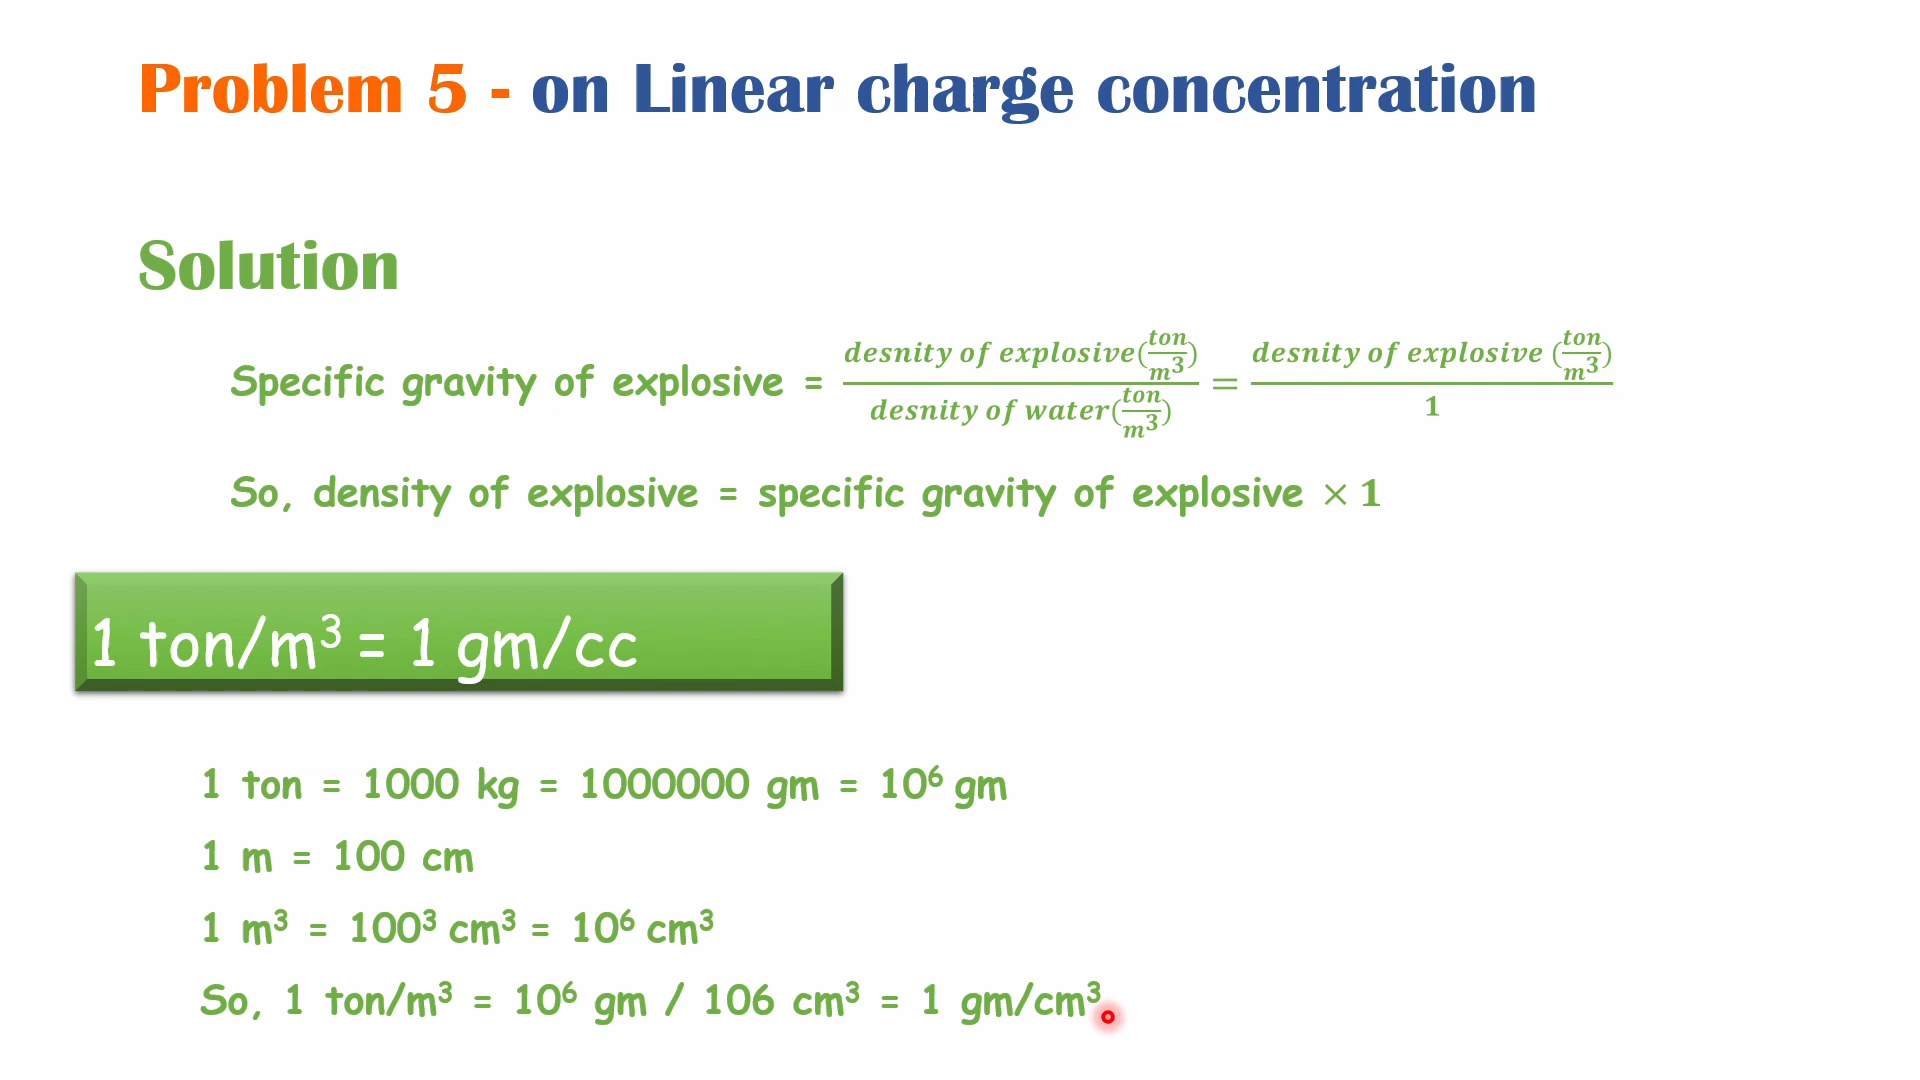 Problem 5 - on Linear charge concentration
Solution
Specific gravity of explosive = desnity of explosive(ton/m³) / desnity of water(ton/m³) = desnity of explosive (ton/m³) / 1
So, density of explosive = specific gravity of explosive × 1
1 ton/m³ = 1 gm/cc
1 ton = 1000 kg = 1000000 gm = 10⁶ gm
1 m = 100 cm
1 m³ = 100³ cm³ = 10⁶ cm³
So, 1 ton/m³ = 10⁶ gm / 106 cm³ = 1 gm/cm³